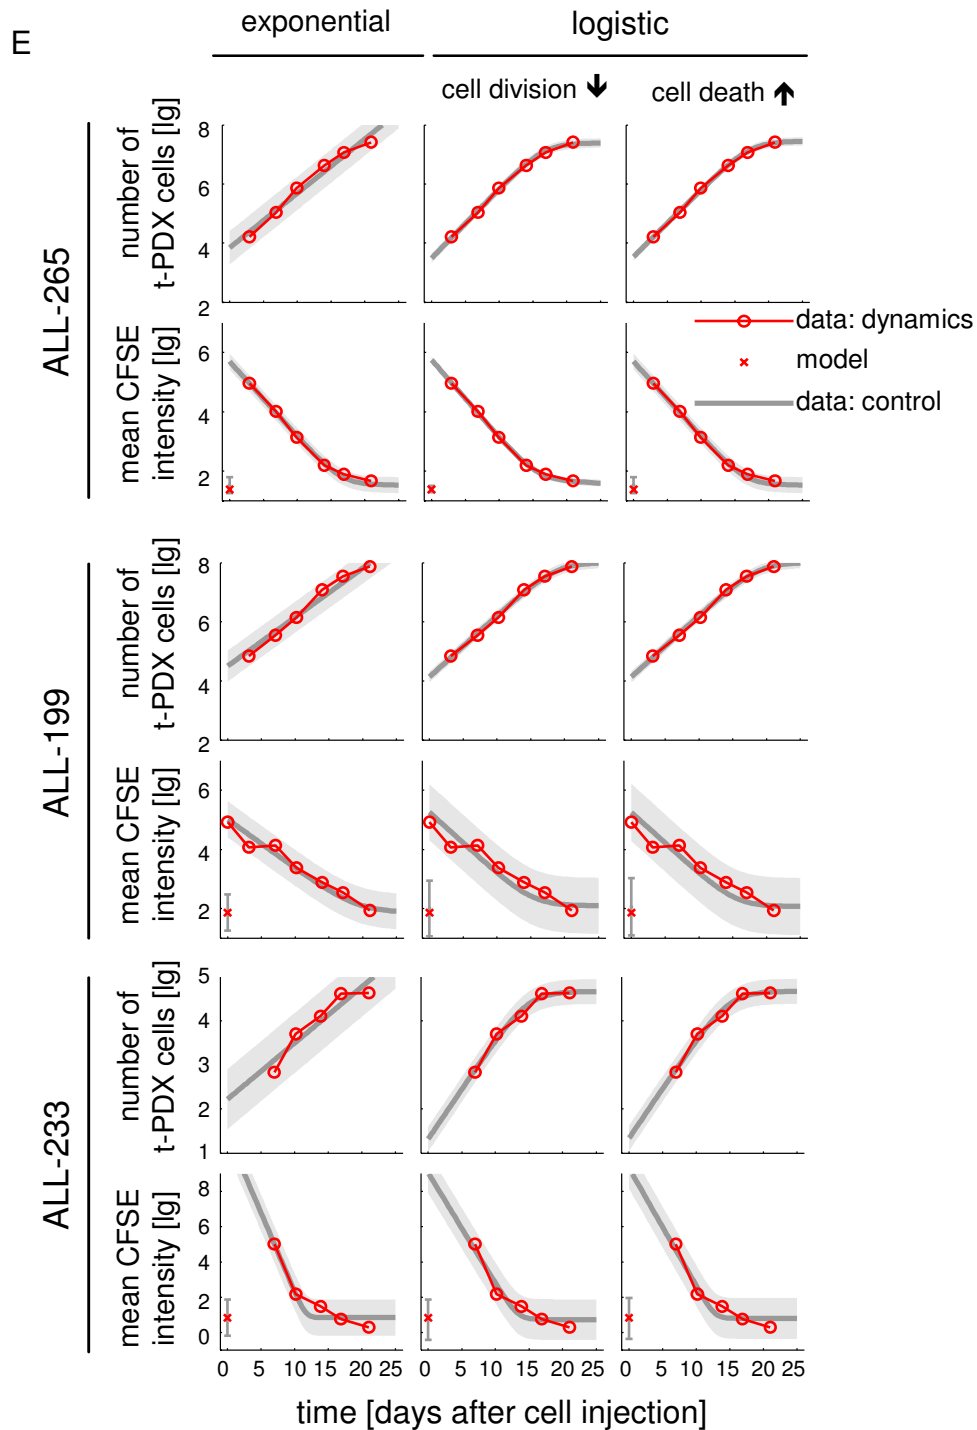 E
exponential
logistic
cell division ↓
cell death ↑
ALL-265
number of
t-PDX cells [lg]
8
6
4
2
mean CFSE
intensity [lg]
6
4
2
data: dynamics
model
data: control
ALL-199
number of
t-PDX cells [lg]
8
6
4
2
mean CFSE
intensity [lg]
6
4
2
ALL-233
number of
t-PDX cells [lg]
5
4
3
2
1
mean CFSE
intensity [lg]
8
6
4
2
0
0 5 10 15 20 25 0 5 10 15 20 25 0 5 10 15 20 25
time [days after cell injection]